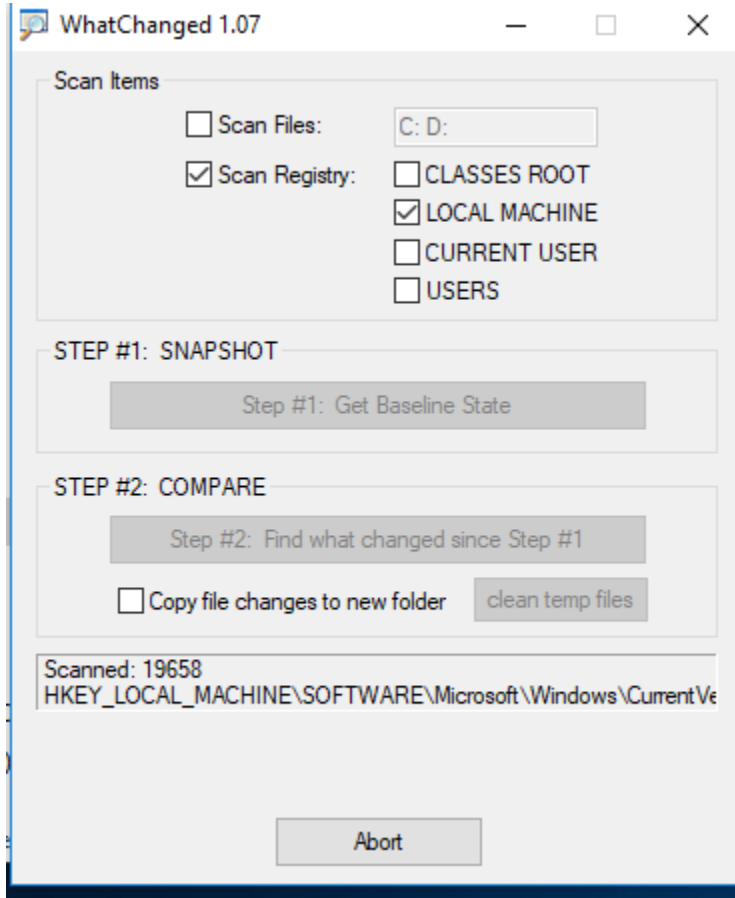 WhatChanged 1.07
Scan Items
Scan Files: C: D:
Scan Registry: CLASSES ROOT
LOCAL MACHINE
CURRENT USER
USERS
STEP #1: SNAPSHOT
Step #1: Get Baseline State
STEP #2: COMPARE
Step #2: Find what changed since Step #1
Copy file changes to new folder clean temp files
Scanned: 19658
HKEY_LOCAL_MACHINE\SOFTWARE\Microsoft\Windows\CurrentVe
Abort